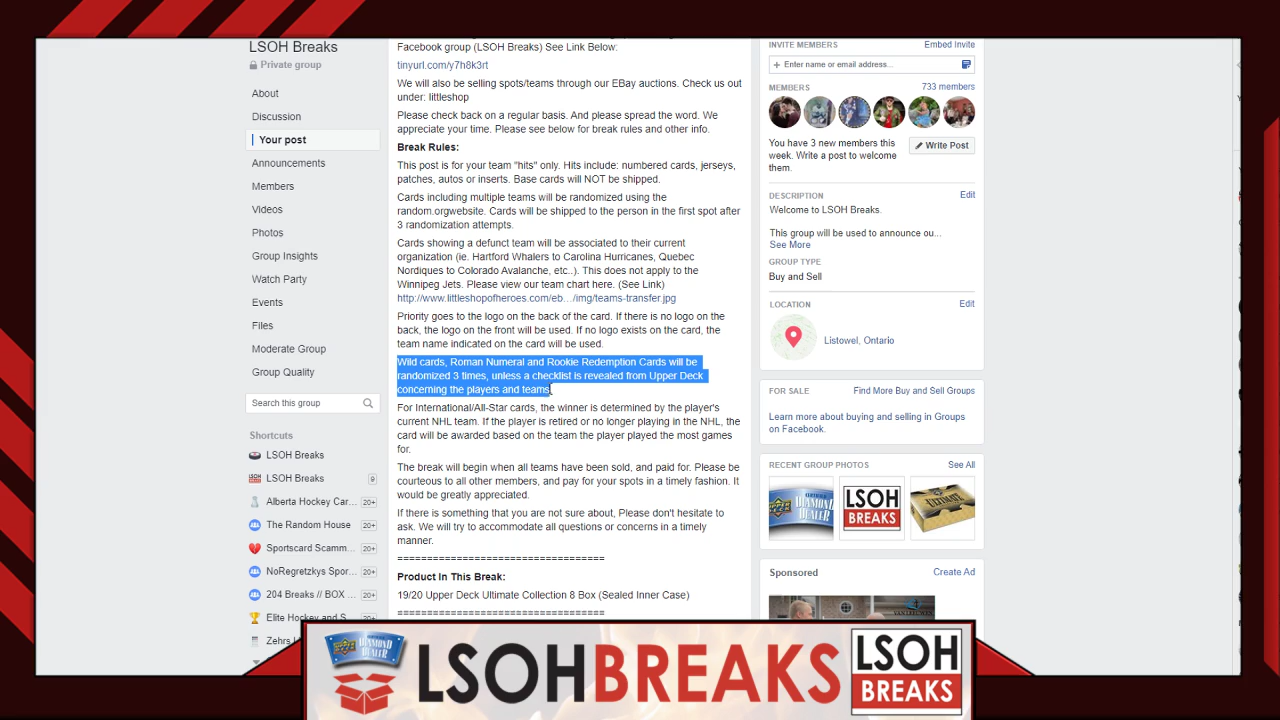 LSOH Breaks
Private group
About
Discussion
Your post
Announcements
Members
Videos
Photos
Group Insights
Watch Party
Events
Files
Moderate Group
Group Quality
Search this group
Shortcuts
LSOH Breaks
LSOH Breaks 9
Alberta Hockey Car... 20+
The Random House 20+
Sportscard Scamm... 20+
NoRegretzkys Spor... 20+
204 Breaks // BOX ... 20+
Elite Hockey and S...
Zehrs
Facebook group (LSOH Breaks) See Link Below:
tinyurl.com/y7h8k3rt
We will also be selling spots/teams through our EBay auctions. Check us out
under: littleshop
Please check back on a regular basis. And please spread the word. We
appreciate your time. Please see below for break rules and other info.
Break Rules:
This post is for your team "hits" only. Hits include: numbered cards, jerseys,
patches, autos or inserts. Base cards will NOT be shipped.
Cards including multiple teams will be randomized using the
random.orgwebsite. Cards will be shipped to the person in the first spot after
3 randomization attempts.
Cards showing a defunct team will be associated to their current
organization (ie. Hartford Whalers to Carolina Hurricanes, Quebec
Nordiques to Colorado Avalanche, etc..). This does not apply to the
Winnipeg Jets. Please view our team chart here. (See Link)
http://www.littleshopofheroes.com/eb.../img/teams-transfer.jpg
Priority goes to the logo on the back of the card. If there is no logo on the
back, the logo on the front will be used. If no logo exists on the card, the
team name indicated on the card will be used.
Wild cards, Roman Numeral and Rookie Redemption Cards will be
randomized 3 times, unless a checklist is revealed from Upper Deck
concerning the players and teams
For International/All-Star cards, the winner is determined by the player's
current NHL team. If the player is retired or no longer playing in the NHL, the
card will be awarded based on the team the player played the most games
for.
The break will begin when all teams have been sold, and paid for. Please be
courteous to all other members, and pay for your spots in a timely fashion. It
would be greatly appreciated.
If there is something that you are not sure about, Please don't hesitate to
ask. We will try to accommodate all questions or concerns in a timely
manner.
===================================
Product In This Break:
19/20 Upper Deck Ultimate Collection 8 Box (Sealed Inner Case)
===================================
INVITE MEMBERS Embed Invite
+ Enter name or email address...
MEMBERS 733 members
You have 3 new members this
week. Write a post to welcome
them.
Write Post
DESCRIPTION Edit
Welcome to LSOH Breaks.
This group will be used to announce ou...
See More
GROUP TYPE
Buy and Sell
LOCATION Edit
Listowel, Ontario
FOR SALE Find More Buy and Sell Groups
Learn more about buying and selling in Groups
on Facebook.
RECENT GROUP PHOTOS See All
DIAMOND
DEALER
LSOH
BREAKS
Sponsored Create Ad
DIAMOND
DEALER
LSOHBREAKS
LSOH
BREAKS